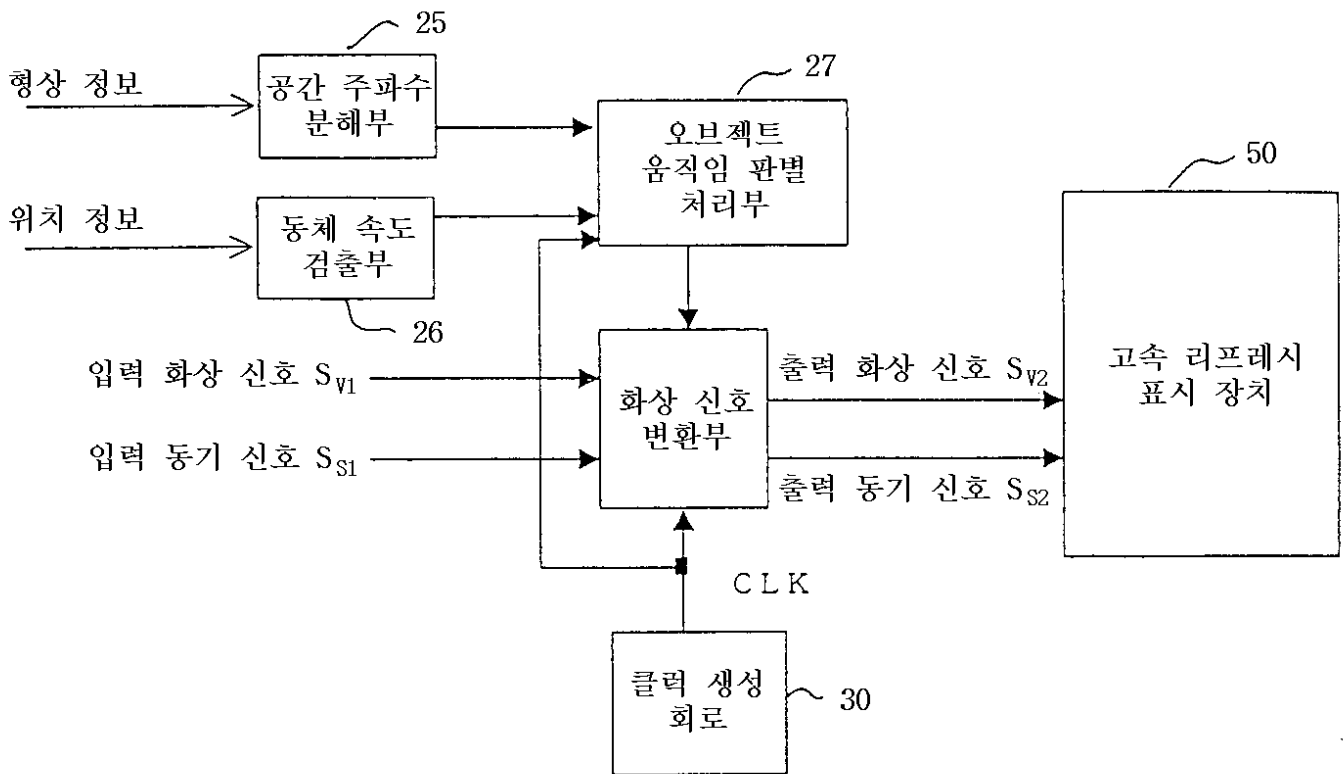 25
형상 정보
공간 주파수
분해부
27
오브젝트
움직임 판별
처리부
50
위치 정보
동체 속도
검출부
26
입력 화상 신호 S_V1
출력 화상 신호 S_V2
고속 리프레시
표시 장치
화상 신호
변환부
입력 동기 신호 S_S1
출력 동기 신호 S_S2
CLK
클럭 생성
회로
30